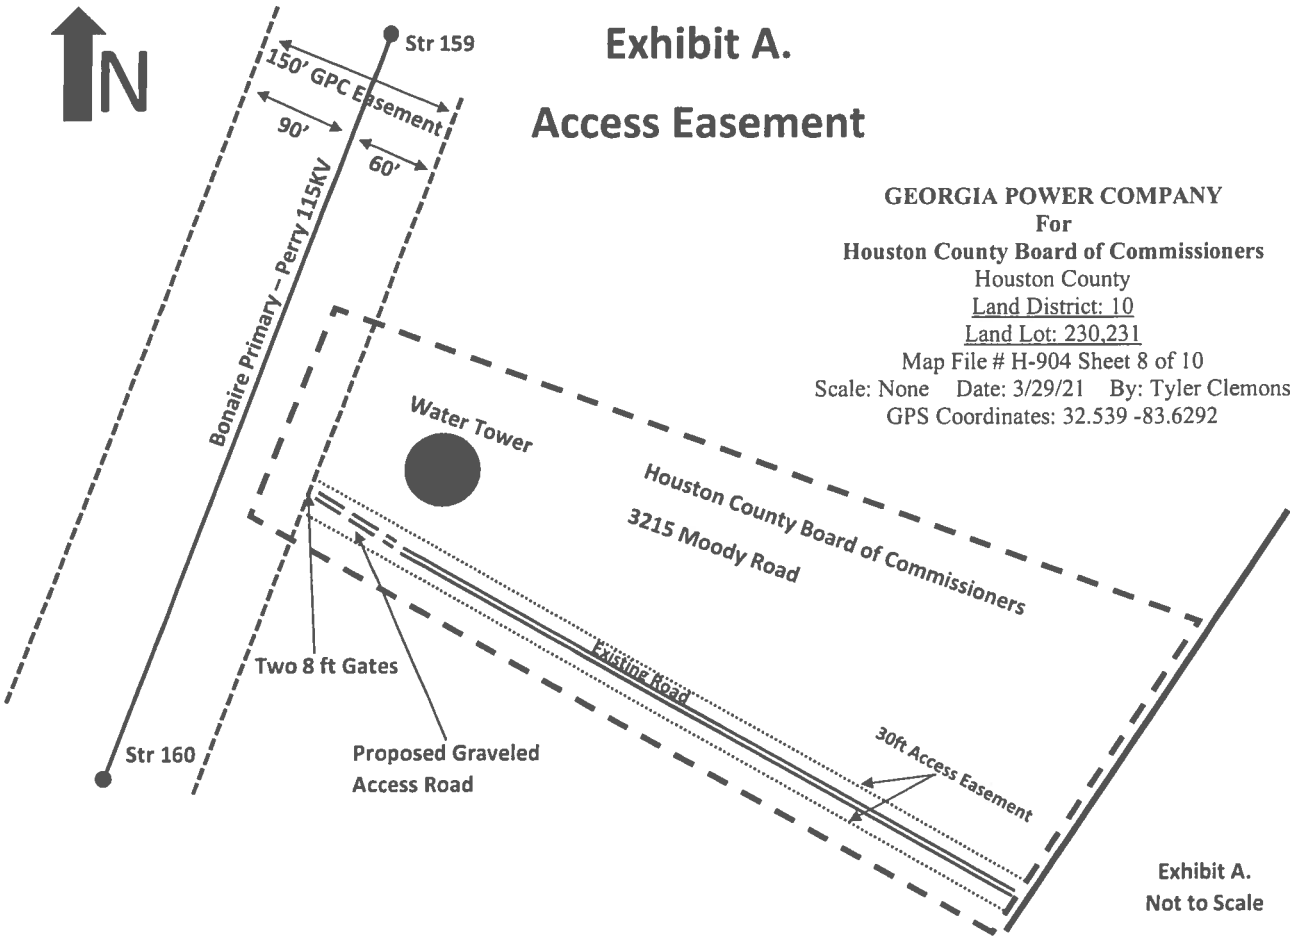 N
Str 159
Exhibit A.
150' GPC Easement
90'
60'
Access Easement
GEORGIA POWER COMPANY
For
Houston County Board of Commissioners
Houston County
Land District: 10
Land Lot: 230,231
Map File # H-904 Sheet 8 of 10
Scale: None Date: 3/29/21 By: Tyler Clemons
GPS Coordinates: 32.539 -83.6292
Bonaire Primary – Perry 115KV
Water Tower
Houston County Board of Commissioners
3215 Moody Road
Two 8 ft Gates
Existing Road
Str 160
Proposed Graveled
Access Road
30ft Access Easement
Exhibit A.
Not to Scale